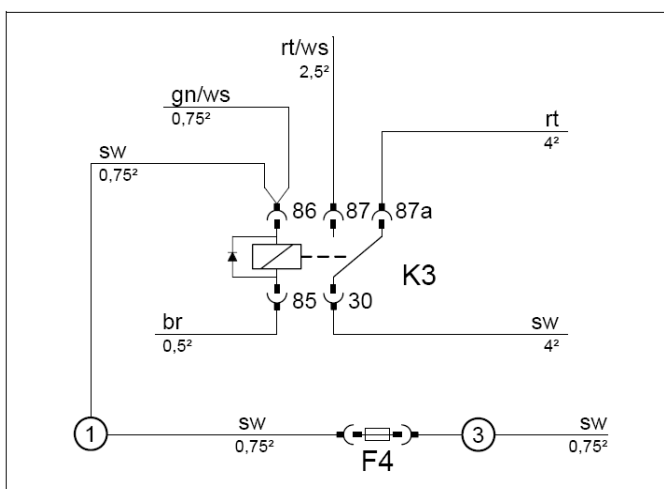 rt/ws
2,5²
gn/ws
0,75²
rt
4²
sw
0,75²
86 87 87a
K3
85 30
br
0,5²
sw
4²
1
sw
0,75²
F4
3
sw
0,75²